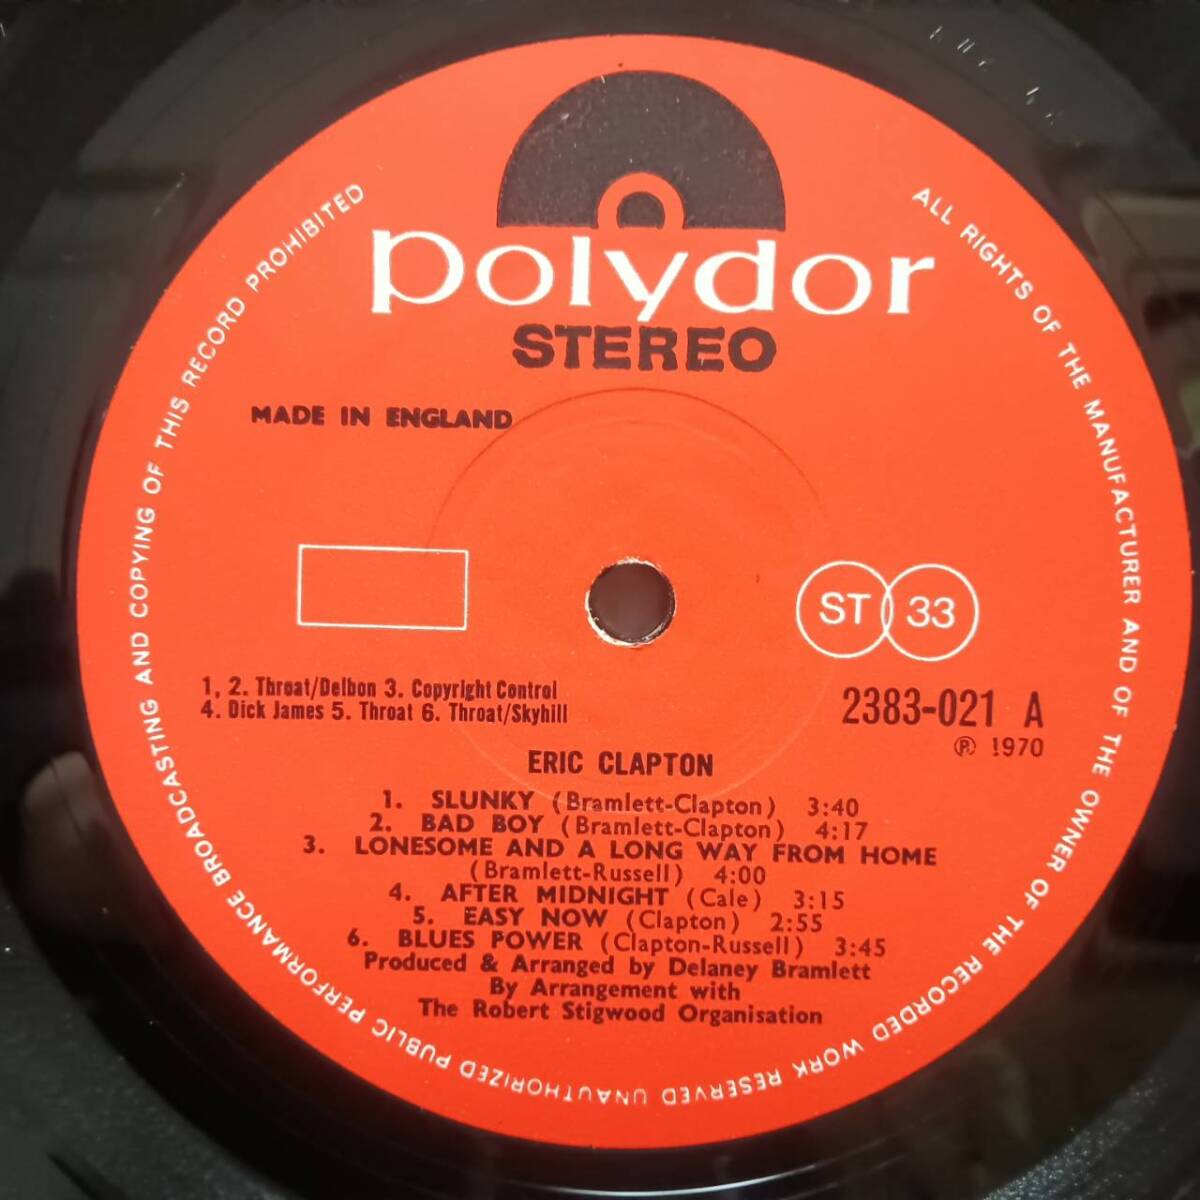 polydor
STEREO
MADE IN ENGLAND
ST 33
1, 2. Throat/Delbon 3. Copyright Control
4. Dick James 5. Throat 6. Throat/Skyhill
2383-021 A
℗ 1970
ERIC CLAPTON
1. SLUNKY (Bramlett-Clapton) 3:40
2. BAD BOY (Bramlett-Clapton) 4:17
3. LONESOME AND A LONG WAY FROM HOME
(Bramlett-Russell) 4:00
4. AFTER MIDNIGHT (Cale) 3:15
5. EASY NOW (Clapton) 2:55
6. BLUES POWER (Clapton-Russell) 3:45
Produced & Arranged by Delaney Bramlett
By Arrangement with
The Robert Stigwood Organisation
ALL RIGHTS OF THE MANUFACTURER AND OF THE OWNER OF THE RECORDED WORK RESERVED UNAUTHORIZED PUBLIC PERFORMANCE BROADCASTING AND COPYING OF THIS RECORD PROHIBITED